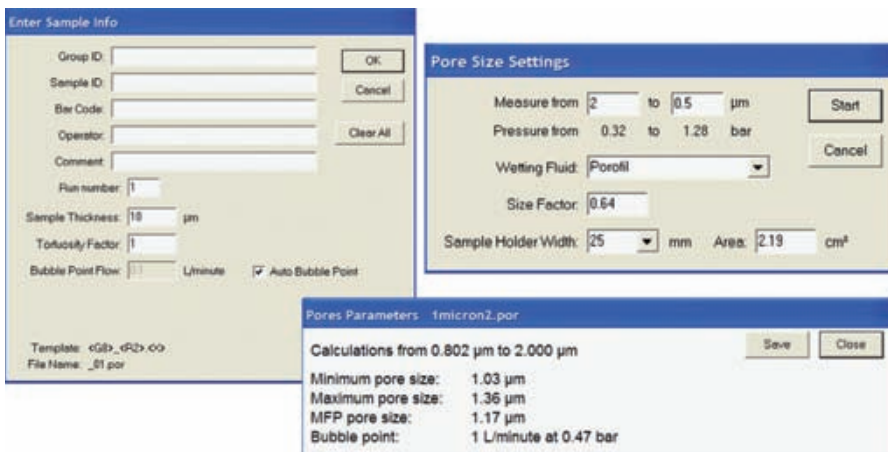 Enter Sample Info
Group ID:
OK
Sample ID:
Cancel
Bar Code:
Operator:
Clear All
Comment:
Run number: 1
Sample Thickness: 10 µm
Tortuosity Factor: 1
Bubble Point Flow: L/minute Auto Bubble Point
Template:
File Name: _01.por
Pore Size Settings
Measure from 2 to 0.5 µm
Start
Pressure from 0.32 to 1.28 bar
Cancel
Wetting Fluid: Porofil
Size Factor: 0.64
Sample Holder Width: 25 mm Area: 2.19 cm²
Pores Parameters 1micron2.por
Save Close
Calculations from 0.802 µm to 2.000 µm
Minimum pore size: 1.03 µm
Maximum pore size: 1.36 µm
MFP pore size: 1.17 µm
Bubble point: 1 L/minute at 0.47 bar